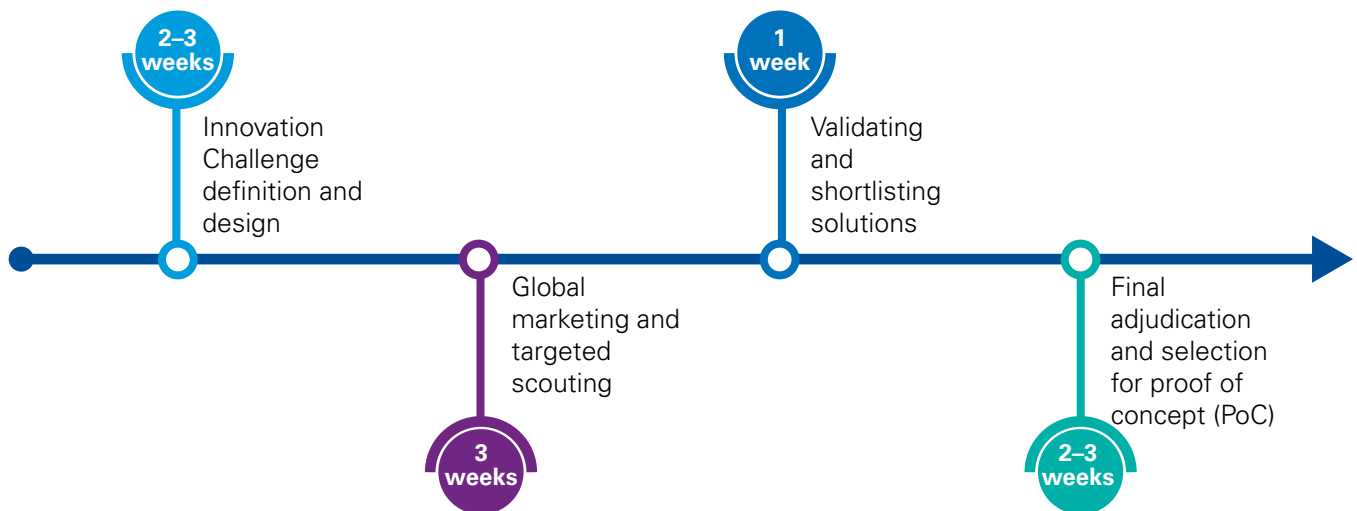 2–3
weeks
Innovation
Challenge
definition and
design
Global
marketing and
targeted
scouting
3
weeks
1
week
Validating
and
shortlisting
solutions
Final
adjudication
and selection
for proof of
concept (PoC)
2–3
weeks